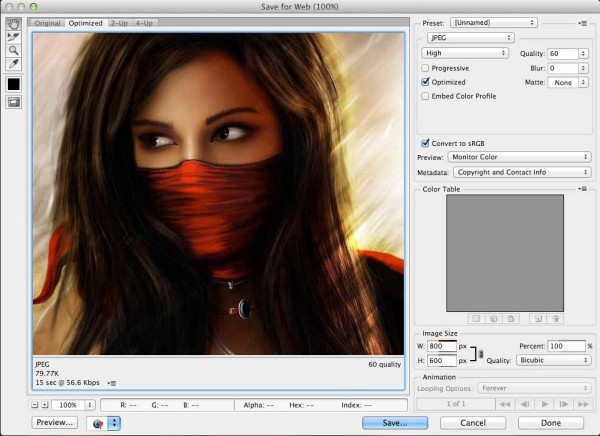 Save for Web (100%)
Original Optimized 2-Up 4-Up
Preset: [Unnamed]
JPEG
High Quality: 60
Progressive Blur: 0
Optimized Matte: None
Embed Color Profile
Convert to sRGB
Preview: Monitor Color
Metadata: Copyright and Contact Info
Color Table
Image Size
W: 800 px Percent: 100 %
H: 600 px Quality: Bicubic
Animation
Looping Options: Forever
1 of 1
JPEG 60 quality
79.77K
15 sec @ 56.6 Kbps
100% R: -- G: -- B: -- Alpha: -- Hex: -- Index: --
Preview... Save... Cancel Done